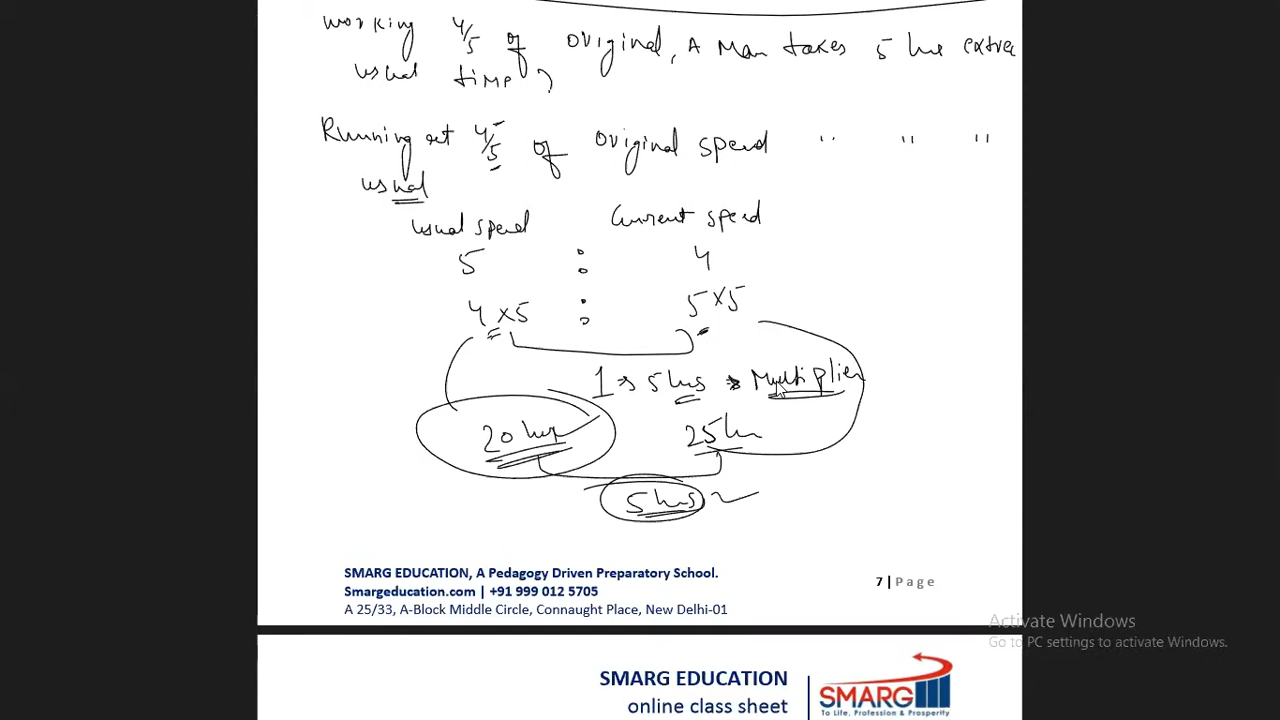 working 4/5 of original, A Man takes 5 hrs extra
usual time?
Running at 4/5 of original speed " " "
usual
usual speed Current speed
5 : 4
4 x 5 : 5 x 5
1 → 5 hrs → Multiplier
20 hrs 25 hr
5 hrs
SMARG EDUCATION, A Pedagogy Driven Preparatory School.
Smargeducation.com | +91 999 012 5705
7 | Page
A 25/33, A-Block Middle Circle, Connaught Place, New Delhi-01
Activate Windows
Go to PC settings to activate Windows.
SMARG EDUCATION
online class sheet
SMARG
To Life, Profession & Prosperity